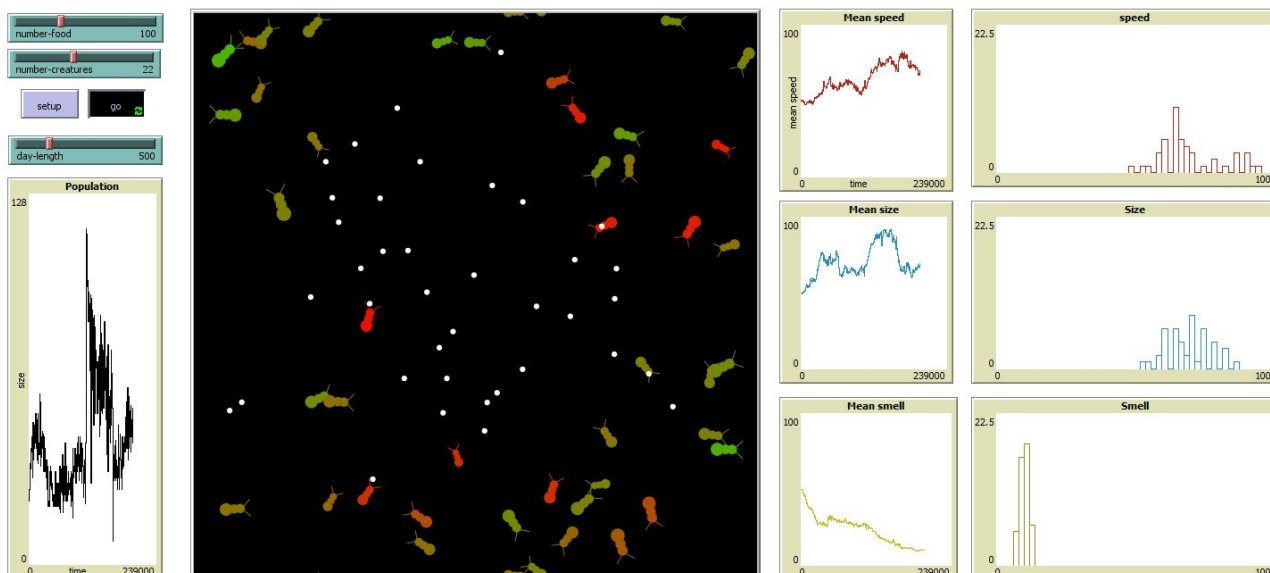 number-food 100
number-creatures 22
setup go
day-length 500
Population
128
size
0
0 time 239000
Mean speed
100
mean speed
0
0 time 239000
speed
22.5
0
0 100
Mean size
100
0
0 239000
Size
22.5
0
0 100
Mean smell
100
0
0 239000
Smell
22.5
0
0 100